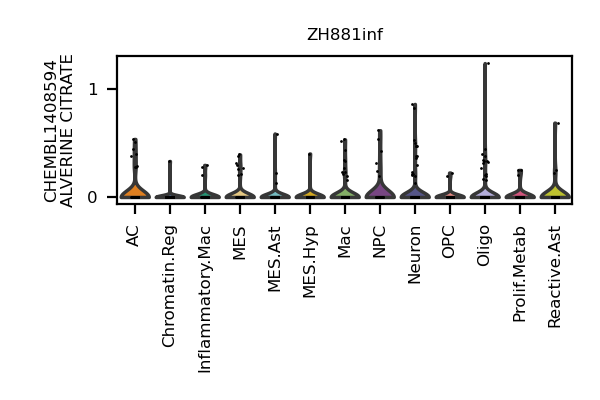 ZH881inf
CHEMBL1408594
ALVERINE CITRATE
1
0
AC
Chromatin.Reg
Inflammatory.Mac
MES
MES.Ast
MES.Hyp
Mac
NPC
Neuron
OPC
Oligo
Prolif.Metab
Reactive.Ast